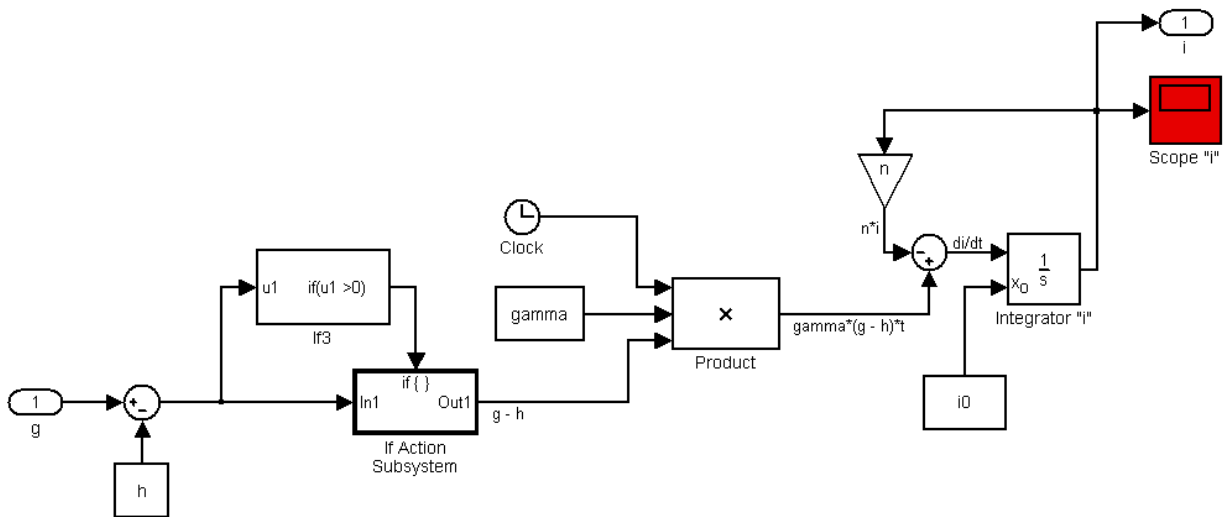 1
i
Scope "i"
n
n*i
di/dt
1
s
x0
Integrator "i"
Clock
u1
if(u1 >0)
If3
gamma
×
Product
gamma*(g - h)*t
i0
if { }
In1
Out1
g - h
If Action
Subsystem
1
g
h